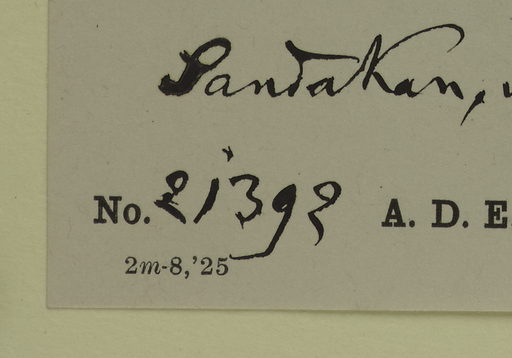 Sandakan,
No. 21392 A. D. E.
2m-8,'25